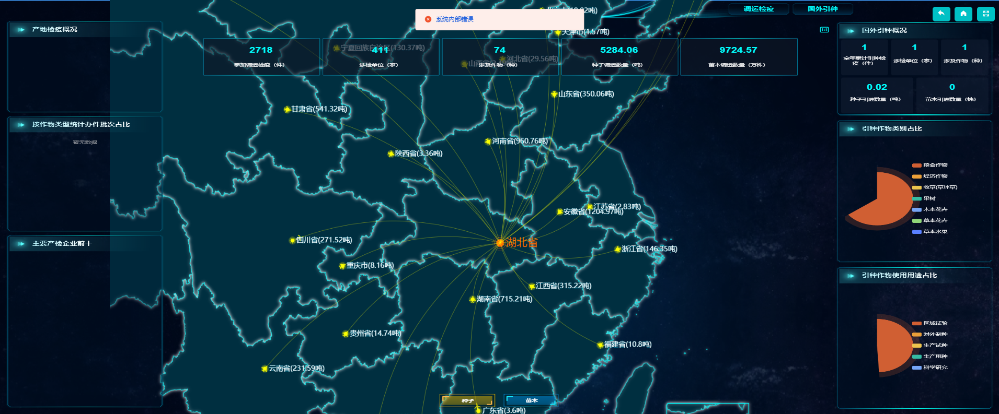 调运检疫
国外引种
系统内部错误
产地检疫概况
按作物类型统计办件批次占比
暂无数据
主要产检企业前十
2718
累加调运检疫（件）
411
涉检单位（家）
74
涉及作物（种）
5284.06
种子调运数量（吨）
9724.57
苗木调运数量（万株）
天津市(1.57吨)
宁夏回族自治区(130.37吨)
河北省(29.56吨)
山东省(350.06吨)
甘肃省(541.32吨)
河南省(960.76吨)
陕西省(3.36吨)
江苏省(2.83吨)
安徽省(1204.97吨)
四川省(271.52吨)
湖北省
浙江省(146.35吨)
重庆市(8.16吨)
江西省(315.22吨)
湖南省(715.21吨)
贵州省(14.74吨)
福建省(10.8吨)
云南省(231.59吨)
广东省(3.6吨)
种子
苗木
国外引种概况
1
全年累计引种检
疫（件）
1
涉检单位（家）
1
涉及作物（种）
0.02
种子引进数量（吨）
0
苗木引进数量（株）
引种作物类别占比
粮食作物
经济作物
牧草(草坪草)
果树
木本花卉
草本花卉
草本水果
引种作物使用用途占比
区域试验
对外制种
生产试种
生产用种
科学研究